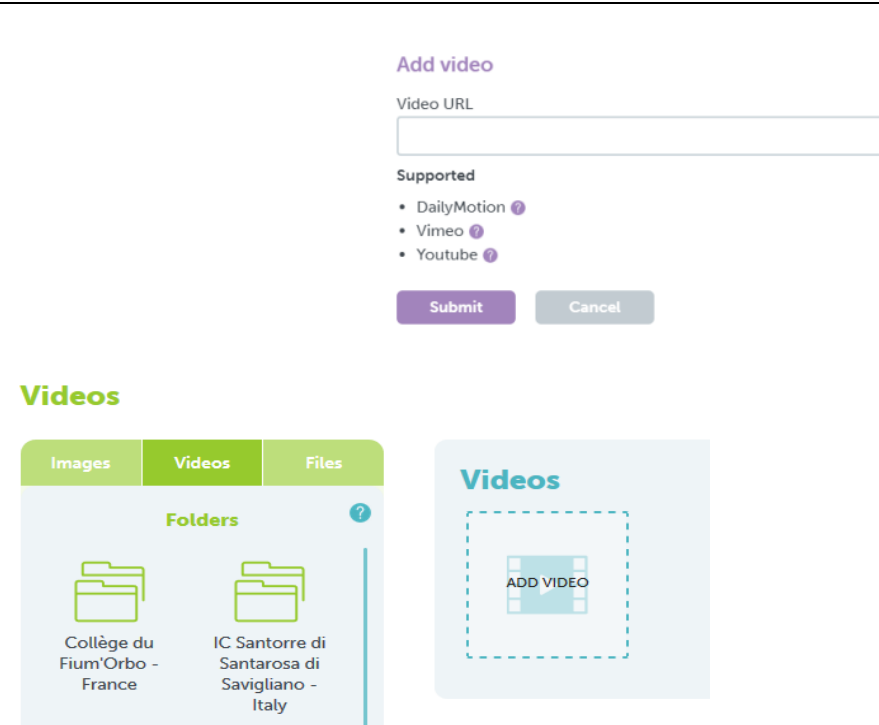 Add video
Video URL
Supported
• DailyMotion ?
• Vimeo ?
• Youtube ?
Submit Cancel
Videos
Images Videos Files
Folders ?
Collège du
Fium'Orbo -
France
IC Santorre di
Santarosa di
Savigliano -
Italy
Videos
ADD VIDEO